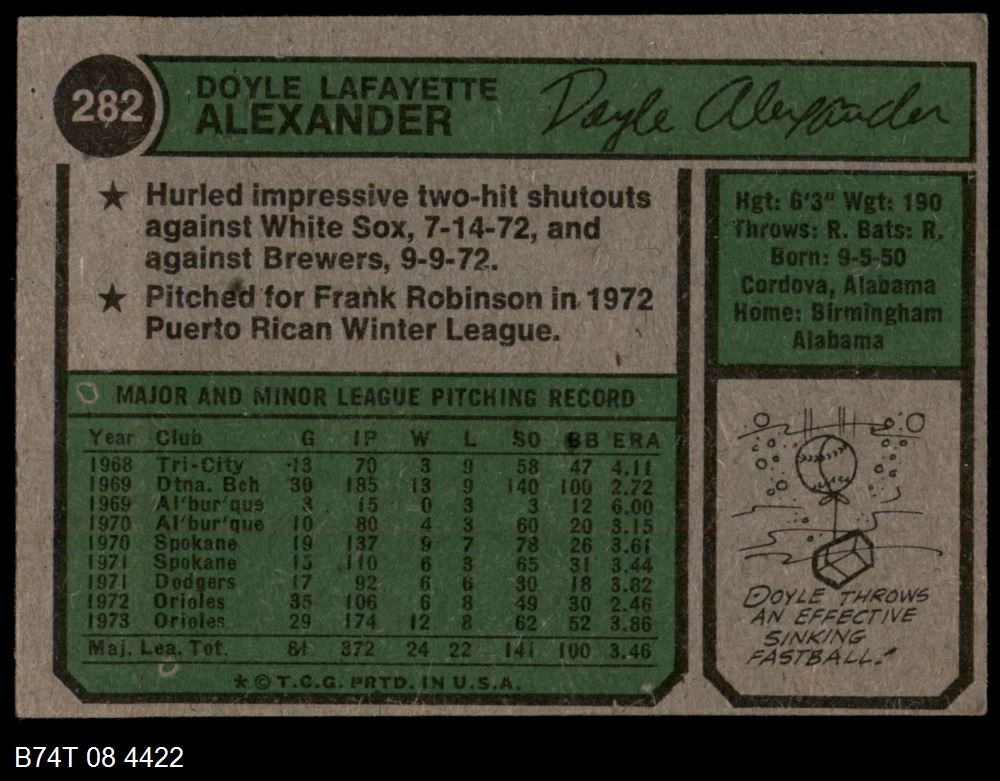 282
DOYLE LAFAYETTE
ALEXANDER
Doyle Alexander
★ Hurled impressive two-hit shutouts
against White Sox, 7-14-72, and
against Brewers, 9-9-72.
★ Pitched for Frank Robinson in 1972
Puerto Rican Winter League.
Hgt: 6'3" Wgt: 190
Throws: R. Bats: R.
Born: 9-5-50
Cordova, Alabama
Home: Birmingham
Alabama
MAJOR AND MINOR LEAGUE PITCHING RECORD
Year Club G IP W L SO BB ERA
1968 Tri-City 13 70 3 9 58 47 4.11
1969 Dtna. Bch 30 185 13 9 140 100 2.72
1969 Al'bur'que 3 15 0 3 3 12 6.00
1970 Al'bur'que 10 80 4 3 60 20 3.15
1970 Spokane 19 137 9 7 78 26 3.61
1971 Spokane 15 110 6 3 65 31 3.44
1971 Dodgers 17 92 6 6 30 18 3.82
1972 Orioles 35 106 6 8 49 30 2.46
1973 Orioles 29 174 12 8 62 52 3.86
Maj. Lea. Tot. 81 372 24 22 141 100 3.46
* © T.C.G. PRTD. IN U.S.A.
DOYLE THROWS
AN EFFECTIVE
SINKING
FASTBALL!
B74T 08 4422